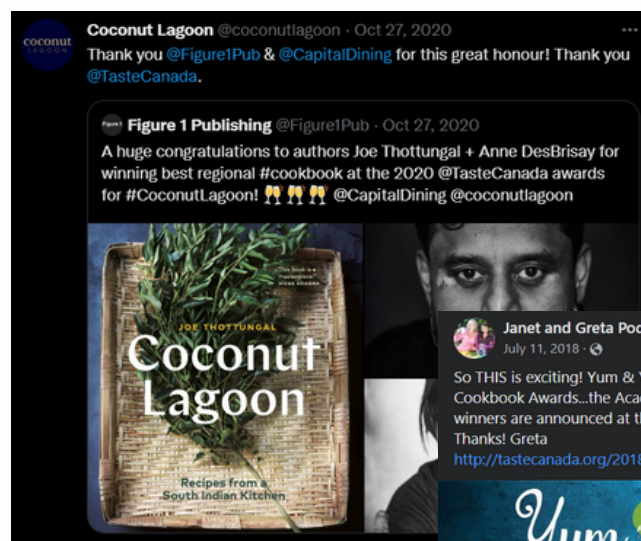 coconut
LAGOON
Coconut Lagoon @coconutlagoon · Oct 27, 2020
Thank you @Figure1Pub & @CapitalDining for this great honour! Thank you
@TasteCanada.
Figure.1
Figure 1 Publishing @Figure1Pub · Oct 27, 2020
A huge congratulations to authors Joe Thottungal + Anne DesBrisay for
winning best regional #cookbook at the 2020 @TasteCanada awards
for #CoconutLagoon! 🥂🥂🥂 @CapitalDining @coconutlagoon
JOE THOTTUNGAL
Coconut
Lagoon
Recipes from a
South Indian Kitchen
Janet and Greta Pod
July 11, 2018 ·
So THIS is exciting! Yum & Y
Cookbook Awards...the Aca
winners are announced at th
Thanks! Greta
http://tastecanada.org/2018
Yum